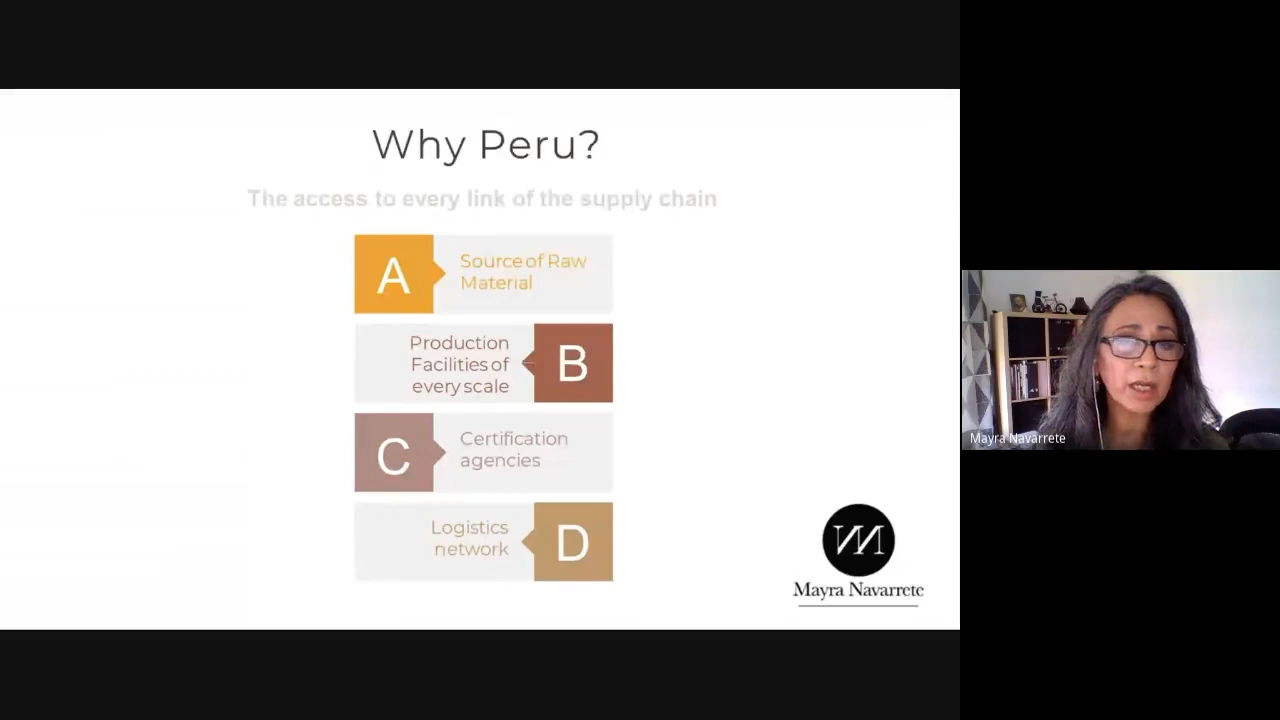 Why Peru?
The access to every link of the supply chain
A
Source of Raw
Material
Production
Facilities of
every scale
B
C
Certification
agencies
Logistics
network
D
Mayra Navarrete
Mayra Navarrete